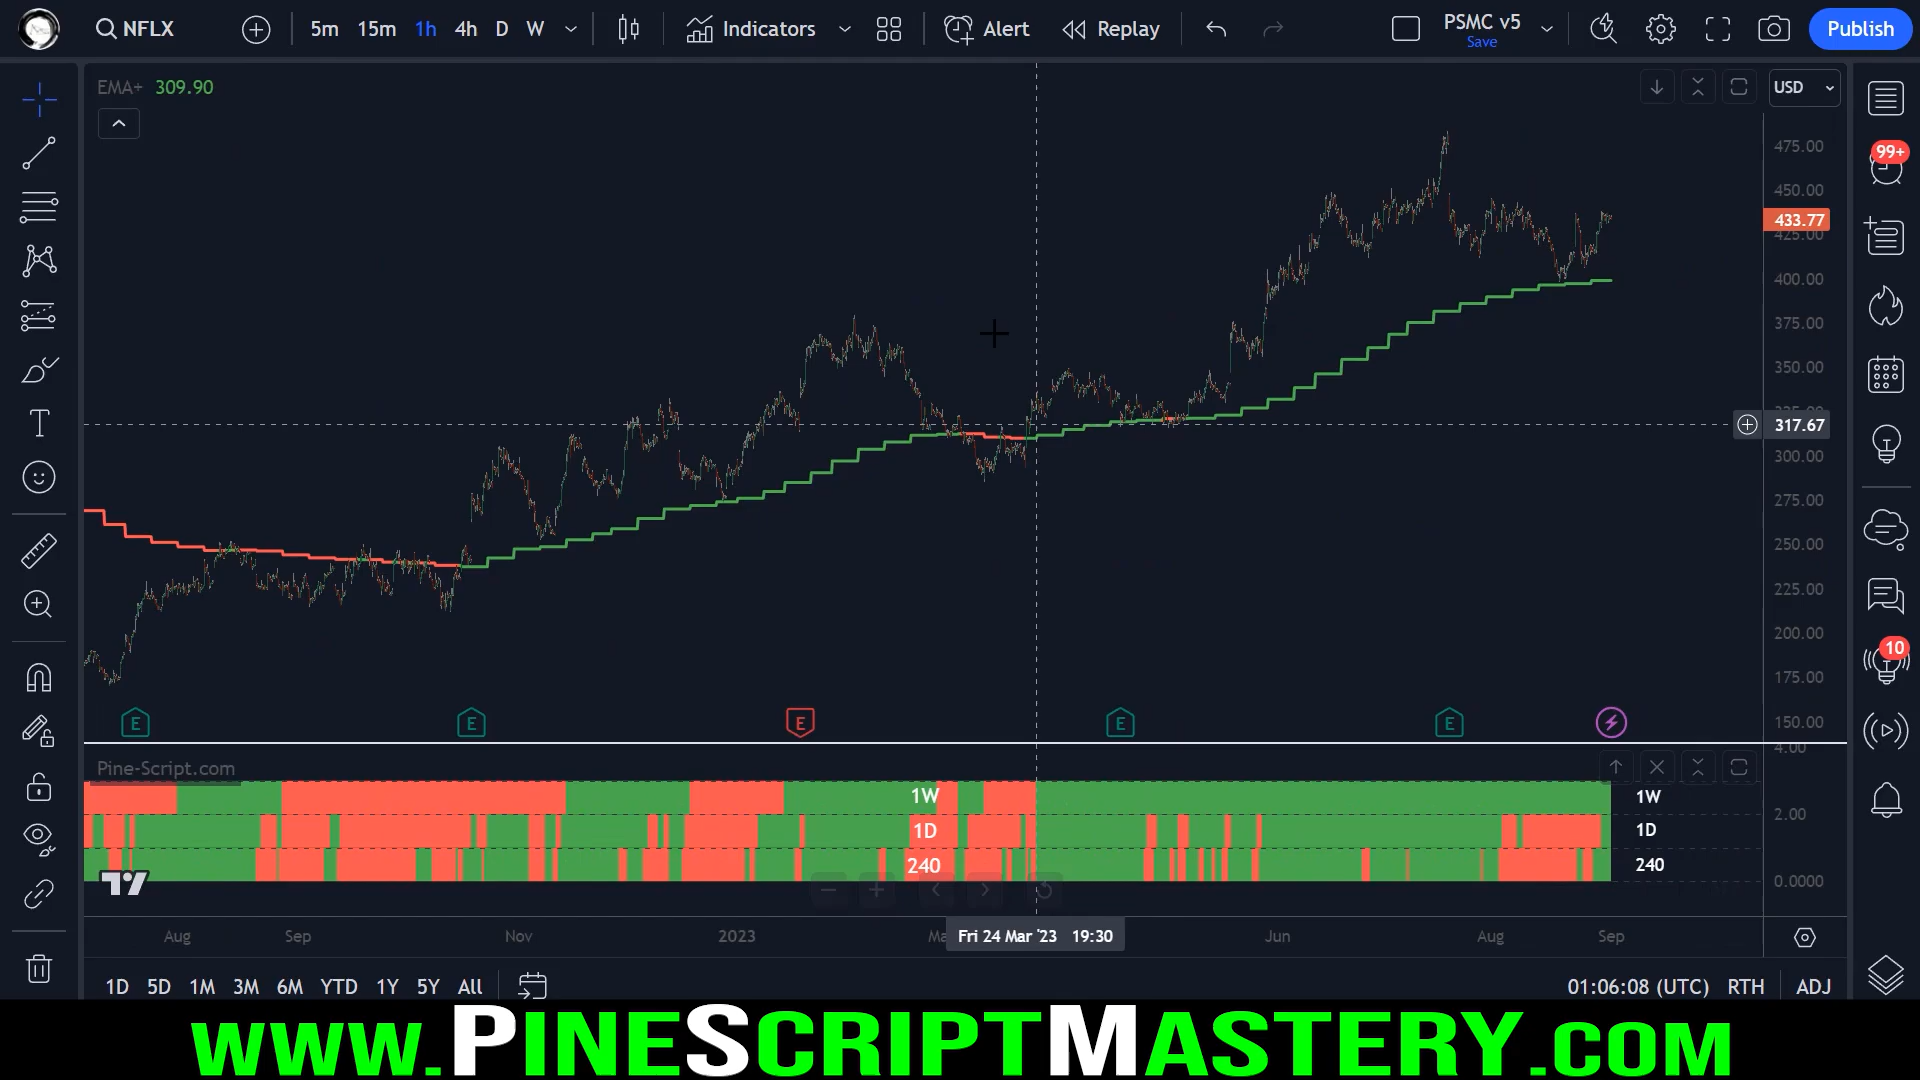 NFLX 5m 15m 1h 4h D W Indicators Alert Replay PSMC v5 Save Publish
EMA+ 309.90
USD
99+
475.00
450.00
433.77
425.00
400.00
375.00
350.00
317.67
300.00
275.00
250.00
225.00
200.00
10
175.00
E E E E E
150.00
4.00
Pine-Script.com
1W 1W
2.00
1D 1D
240 240
0.0000
Aug Sep Nov 2023 Fri 24 Mar '23 19:30 Jun Aug Sep
1D 5D 1M 3M 6M YTD 1Y 5Y All 01:06:08 (UTC) RTH ADJ
www.PineScriptMastery.com